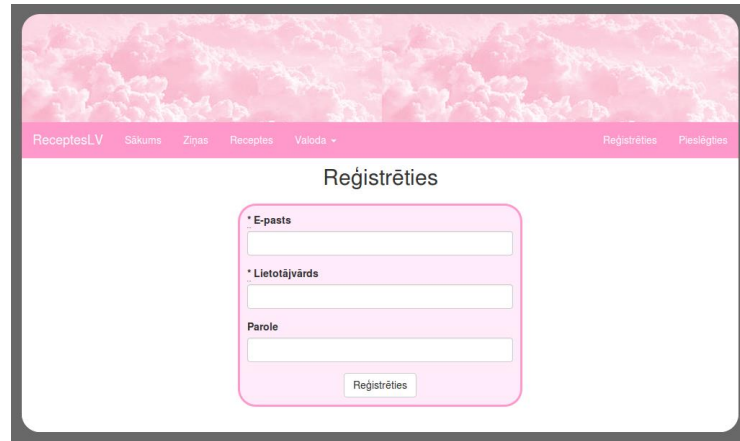 ReceptesLV Sākums Ziņas Receptes Valoda Reģistrēties Pieslēgties
Reģistrēties
* E-pasts
* Lietotājvārds
Parole
Reģistrēties